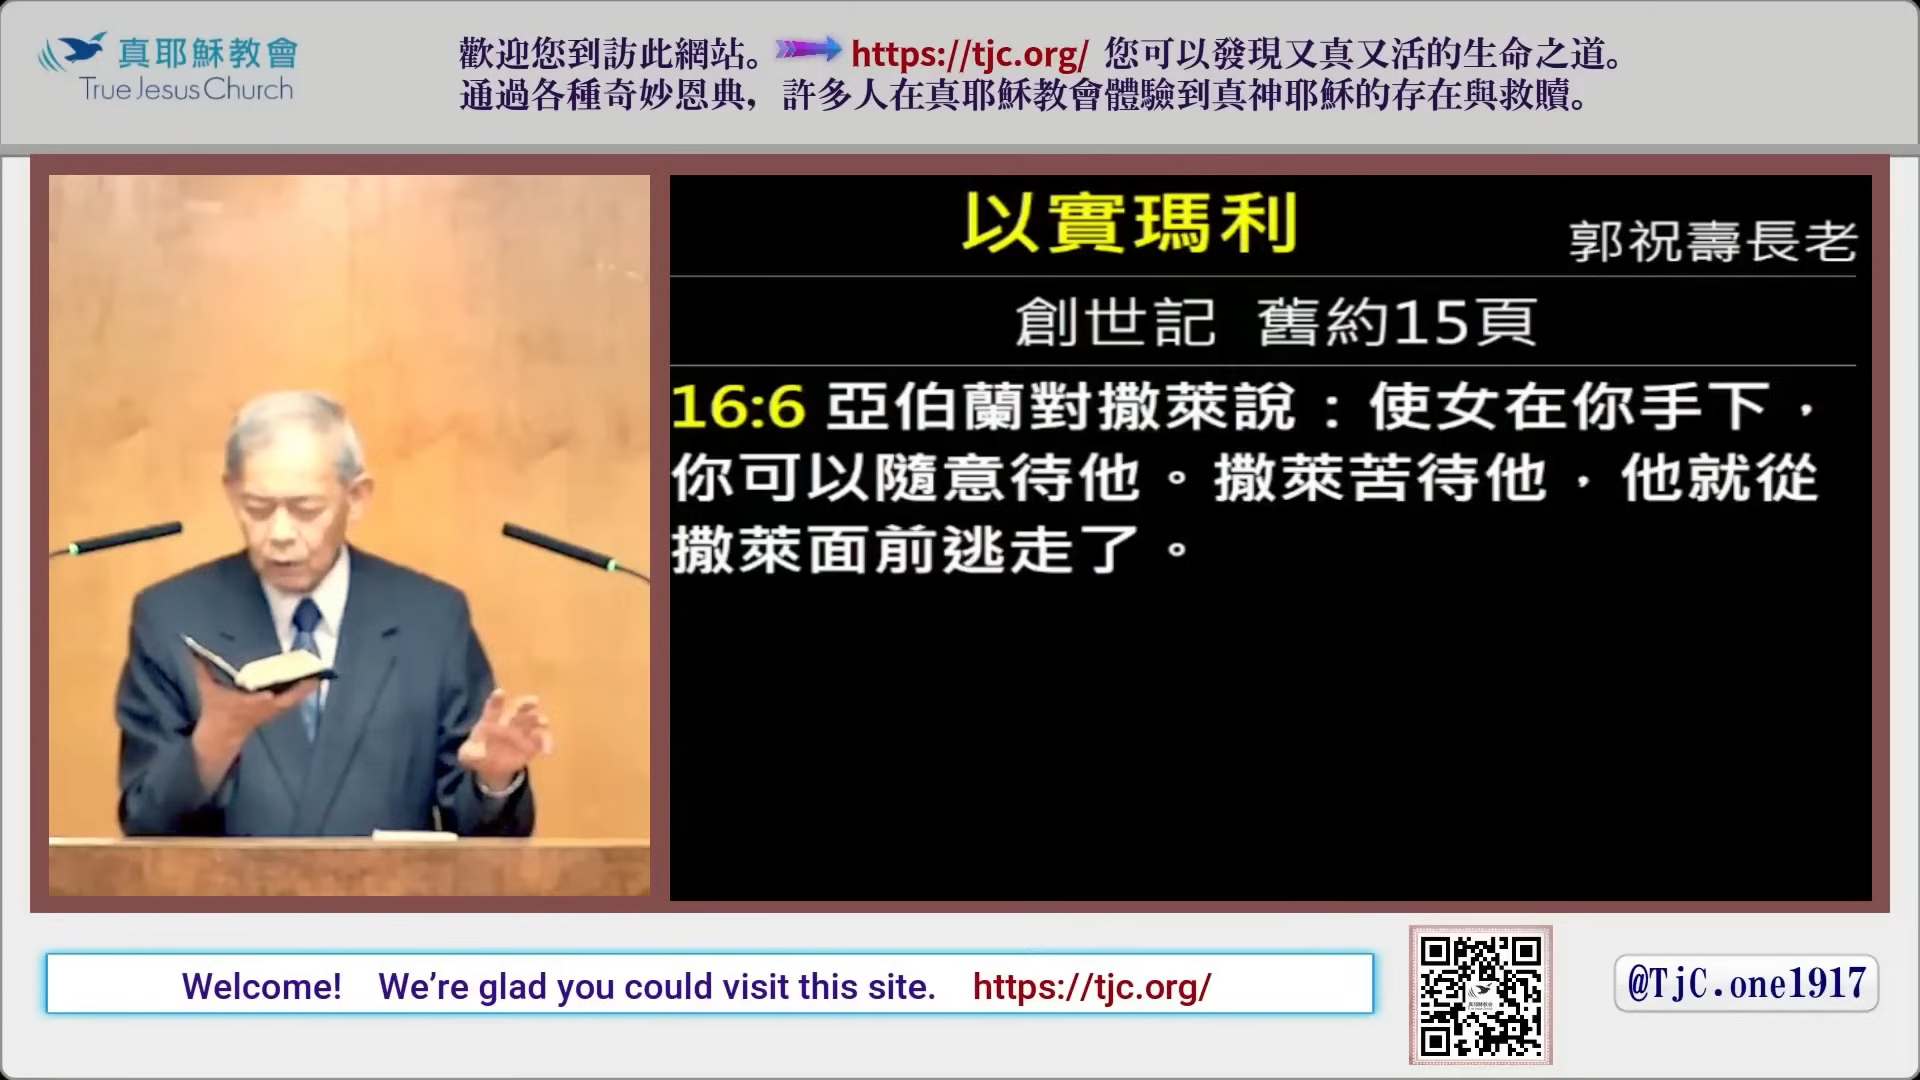 真耶穌教會
True Jesus Church
歡迎您到訪此網站。 https://tjc.org/ 您可以發現又真又活的生命之道。
通過各種奇妙恩典，許多人在真耶穌教會體驗到真神耶穌的存在與救贖。
以實瑪利
郭祝壽長老
創世記 舊約15頁
16:6 亞伯蘭對撒萊說：使女在你手下，
你可以隨意待他。撒萊苦待他，他就從
撒萊面前逃走了。
Welcome! We’re glad you could visit this site. https://tjc.org/
@TjC.one1917